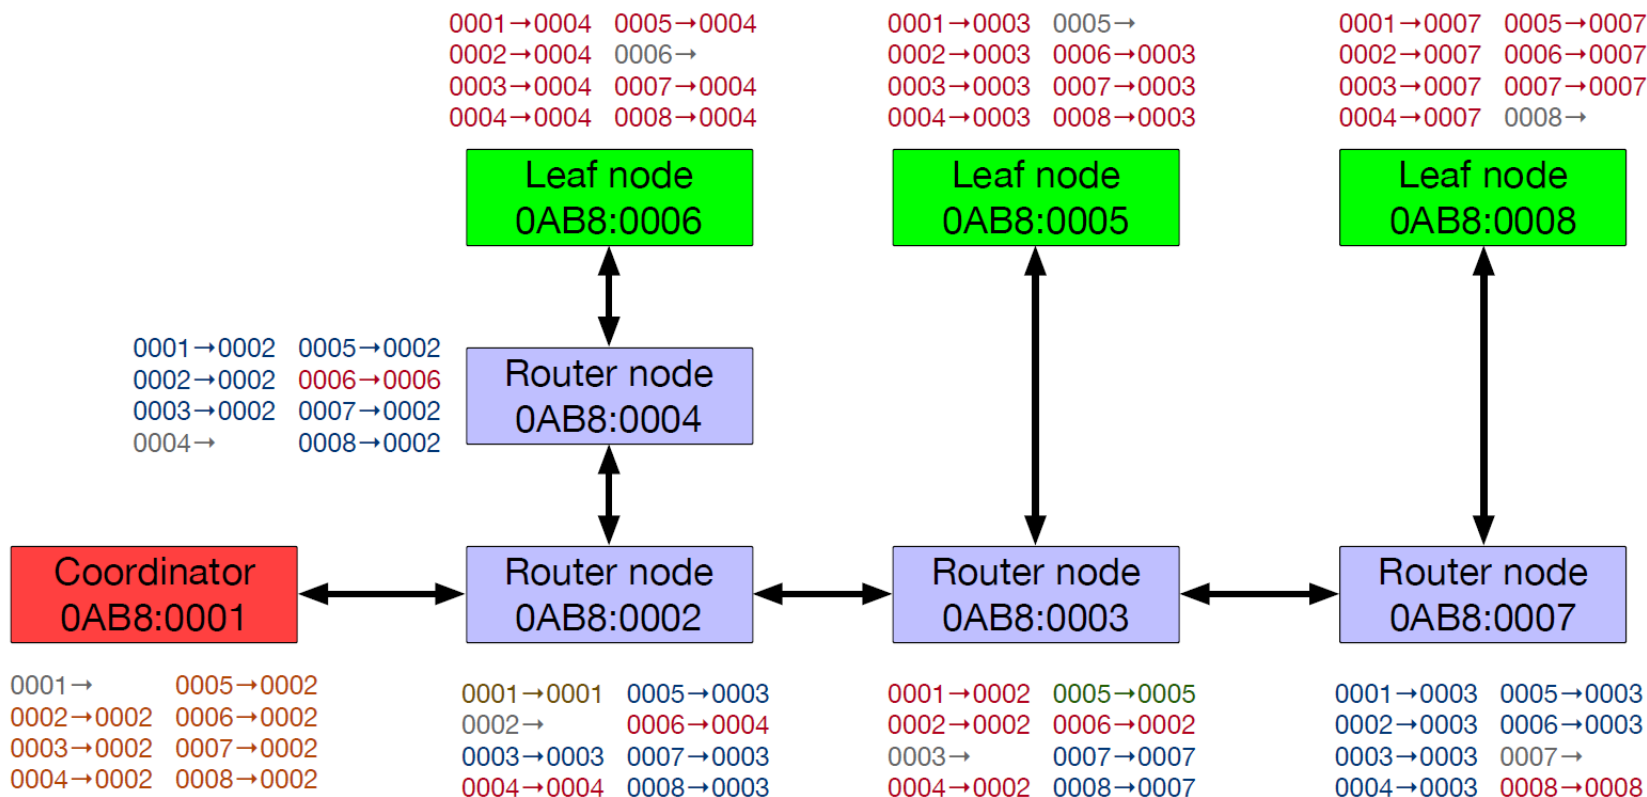 0001→0004 0005→0004
0002→0004 0006→
0003→0004 0007→0004
0004→0004 0008→0004
0001→0003 0005→
0002→0003 0006→0003
0003→0003 0007→0003
0004→0003 0008→0003
0001→0007 0005→0007
0002→0007 0006→0007
0003→0007 0007→0007
0004→0007 0008→
Leaf node
0AB8:0006
Leaf node
0AB8:0005
Leaf node
0AB8:0008
0001→0002 0005→0002
0002→0002 0006→0006
0003→0002 0007→0002
0004→ 0008→0002
Router node
0AB8:0004
Coordinator
0AB8:0001
Router node
0AB8:0002
Router node
0AB8:0003
Router node
0AB8:0007
0001→ 0005→0002
0002→0002 0006→0002
0003→0002 0007→0002
0004→0002 0008→0002
0001→0001 0005→0003
0002→ 0006→0004
0003→0003 0007→0003
0004→0004 0008→0003
0001→0002 0005→0005
0002→0002 0006→0002
0003→ 0007→0007
0004→0002 0008→0007
0001→0003 0005→0003
0002→0003 0006→0003
0003→0003 0007→
0004→0003 0008→0008